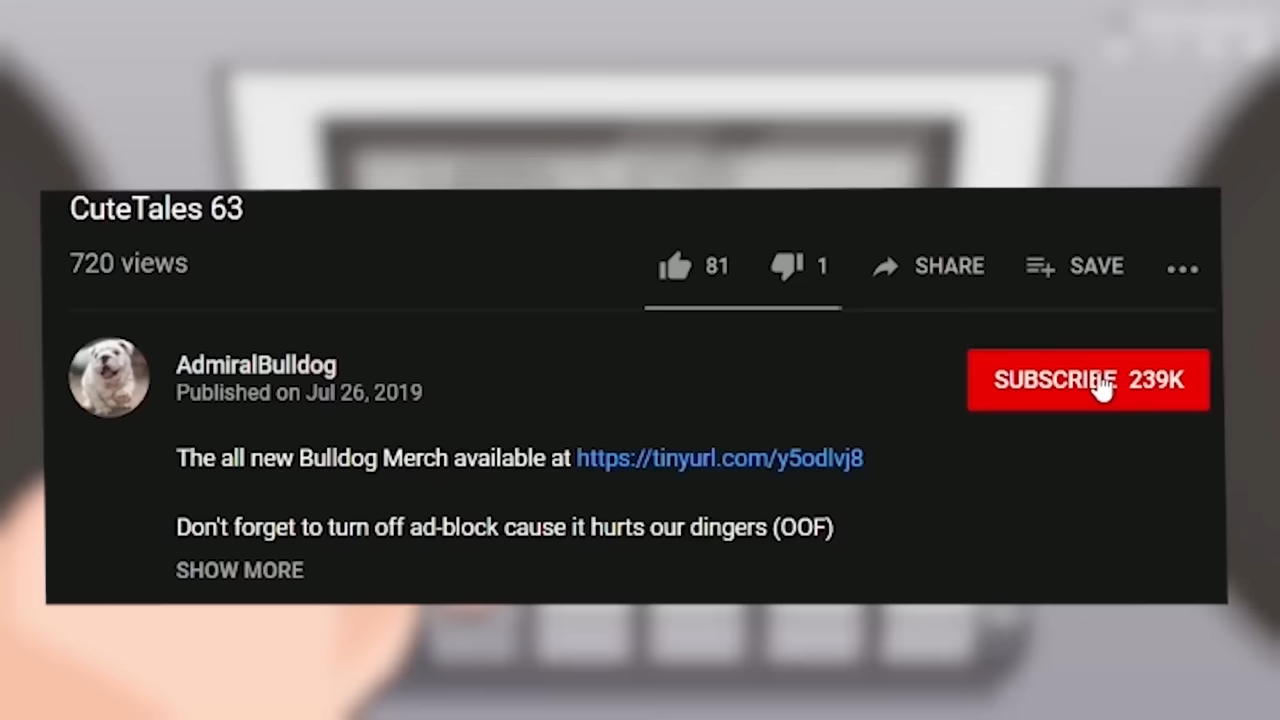 CuteTales 63
720 views
81 1 SHARE SAVE
AdmiralBulldog
Published on Jul 26, 2019
SUBSCRIBE 239K
The all new Bulldog Merch available at https://tinyurl.com/y5odlvj8
Don't forget to turn off ad-block cause it hurts our dingers (OOF)
SHOW MORE